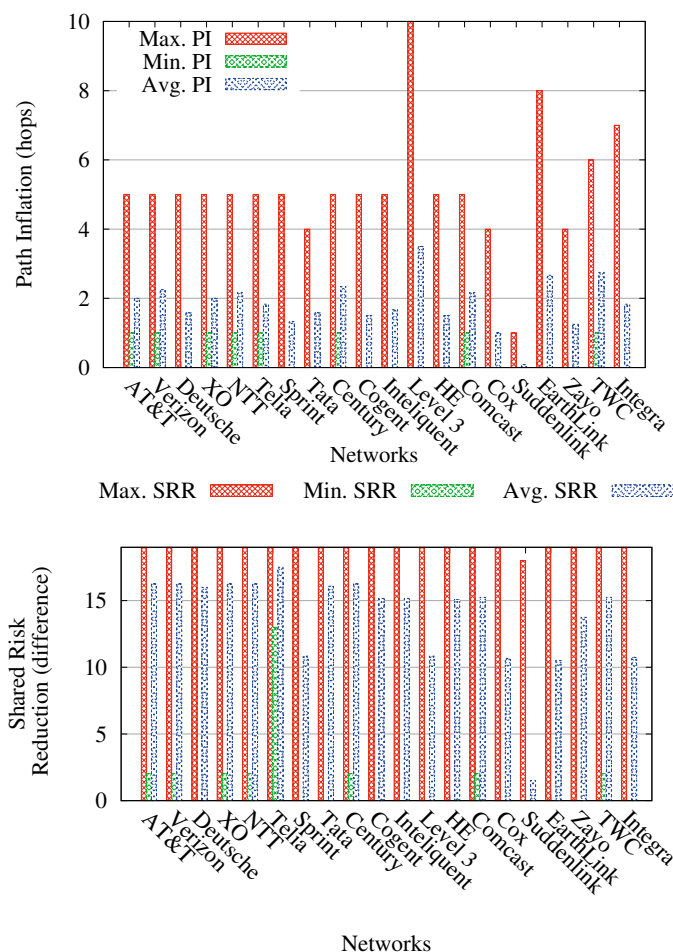 10
8
6
4
2
0
Path Inflation (hops)
Max. PI
Min. PI
Avg. PI
AT&T
Verizon
Deutsche
XO
NTT
Telia
Sprint
Tata
Century
Cogent
Inteliquent
Level 3
HE
Comcast
Cox
Suddenlink
EarthLink
Zayo
TWC
Integra
Networks
Max. SRR
Min. SRR
Avg. SRR
15
10
5
0
Shared Risk
Reduction (difference)
AT&T
Verizon
Deutsche
XO
NTT
Telia
Sprint
Tata
Century
Cogent
Inteliquent
Level 3
HE
Comcast
Cox
Suddenlink
EarthLink
Zayo
TWC
Integra
Networks